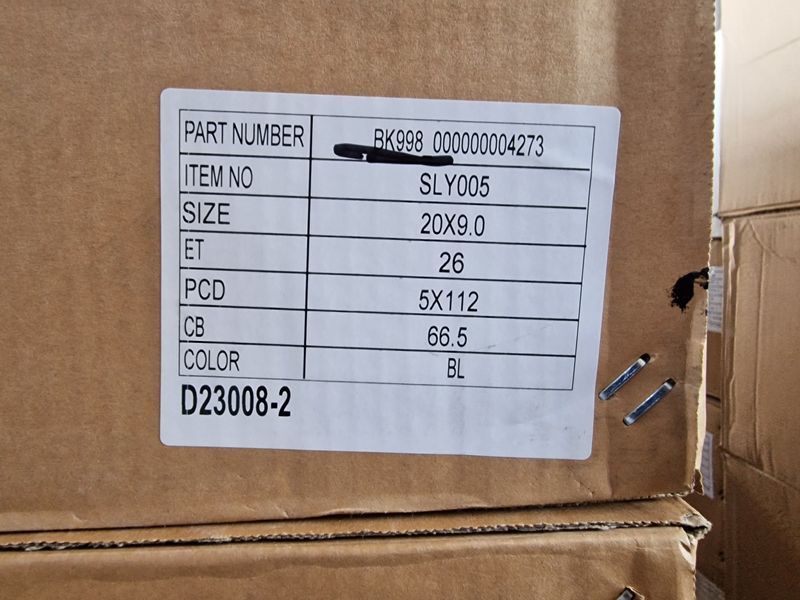 PART NUMBER BK998 000000004273
ITEM NO SLY005
SIZE 20X9.0
ET 26
PCD 5X112
CB 66.5
COLOR BL
D23008-2